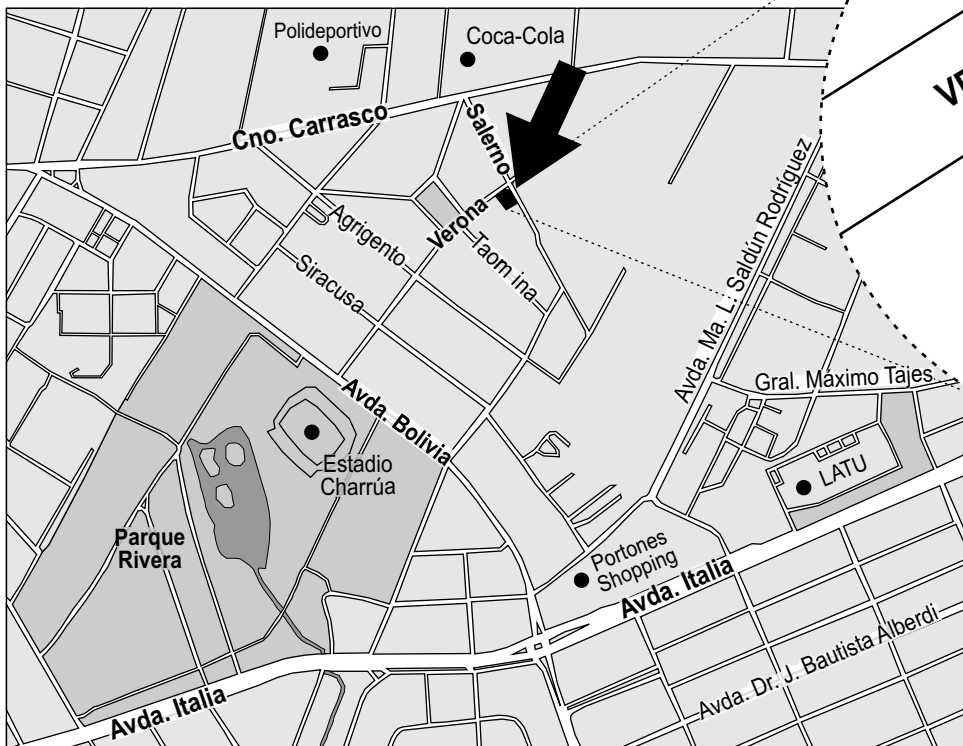 Polideportivo
Coca-Cola
VE
Cno. Carrasco
Salerno
Verona
Agrigento
Taom ina
Siracusa
Avda. Ma. L. Saldún Rodríguez
Gral. Máximo Tajes
Avda. Bolivia
Estadio
Charrúa
LATU
Parque
Rivera
Portones
Shopping
Avda. Italia
Avda. Dr. J. Bautista Alberdi
Avda. Italia